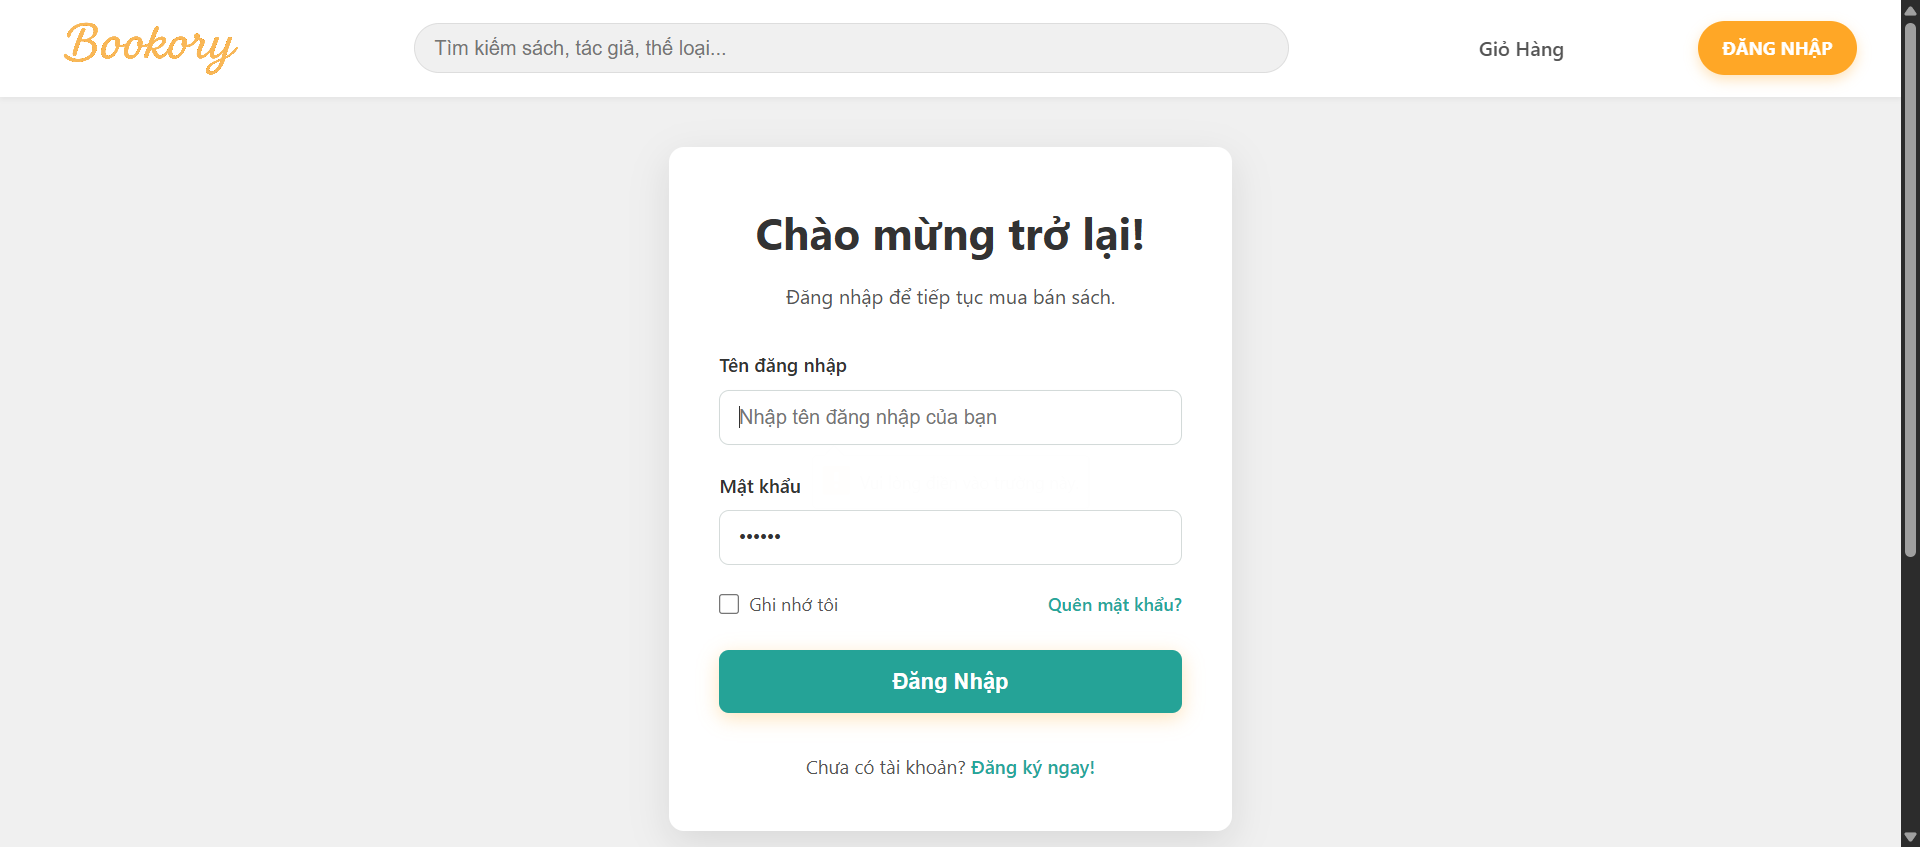 Bookory
Tìm kiếm sách, tác giả, thể loại...
Giỏ Hàng
ĐĂNG NHẬP
Chào mừng trở lại!
Đăng nhập để tiếp tục mua bán sách.
Tên đăng nhập
Nhập tên đăng nhập của bạn
Mật khẩu
••••••
Ghi nhớ tôi
Quên mật khẩu?
Đăng Nhập
Chưa có tài khoản? Đăng ký ngay!